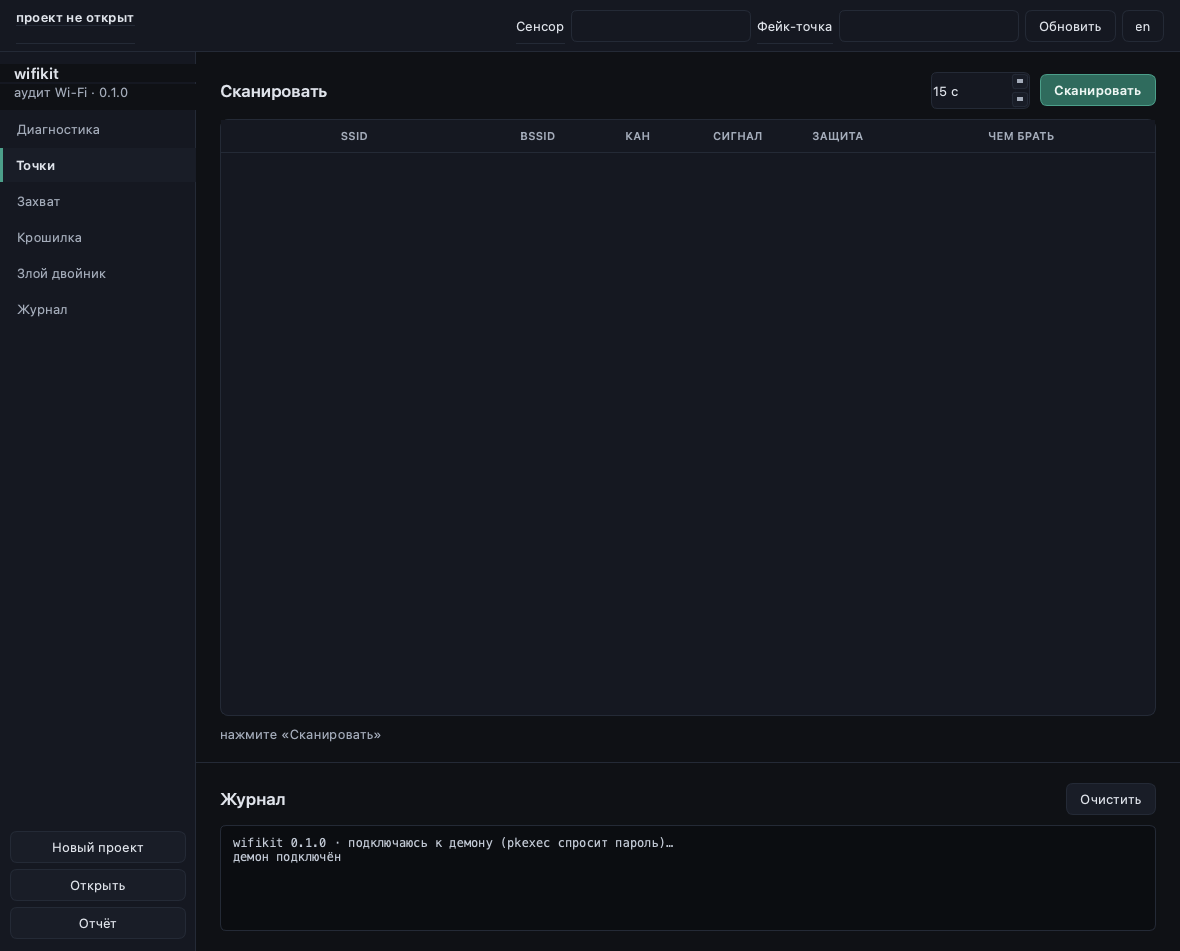 проект не открыт
Сенсор
Фейк-точка
Обновить
en
wifikit
аудит Wi-Fi · 0.1.0
Диагностика
Точки
Захват
Крошилка
Злой двойник
Журнал
Новый проект
Открыть
Отчёт
Сканировать
15 с
Сканировать
SSID BSSID КАН СИГНАЛ ЗАЩИТА ЧЕМ БРАТЬ
нажмите «Сканировать»
Журнал
Очистить
wifikit 0.1.0 · подключаюсь к демону (pkexec спросит пароль)…
демон подключён